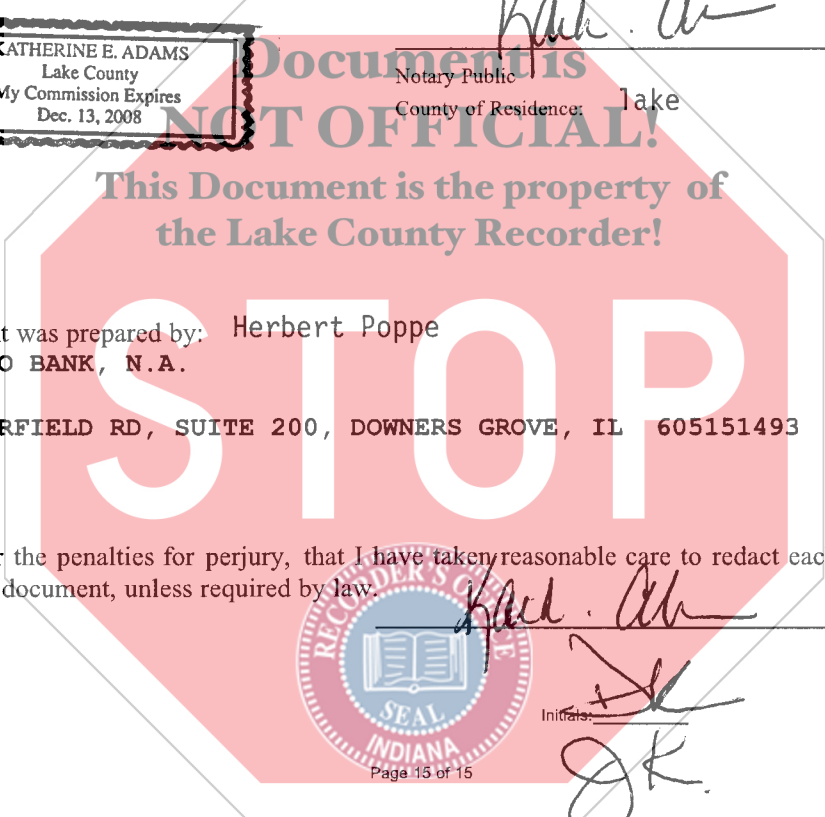 KATHERINE E. ADAMS
Lake County
My Commission Expires
Dec. 13, 2008
Notary Public
County of Residence: lake
Document is
NOT OFFICIAL!
This Document is the property of
the Lake County Recorder!
STOP
t was prepared by: Herbert Poppe
O BANK, N.A.
RFIELD RD, SUITE 200, DOWNERS GROVE, IL 605151493
r the penalties for perjury, that I have taken reasonable care to redact eac
document, unless required by law.
RECORDER'S OFFICE
SEAL
INDIANA
Initials:
J K.
Page 15 of 15